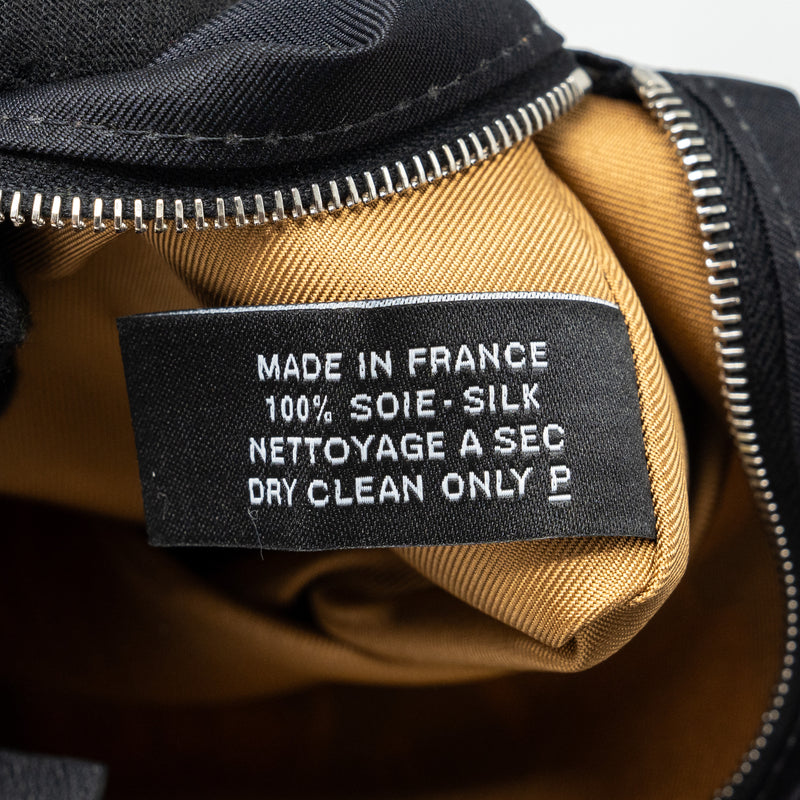 MADE IN FRANCE
100% SOIE - SILK
NETTOYAGE A SEC
DRY CLEAN ONLY P